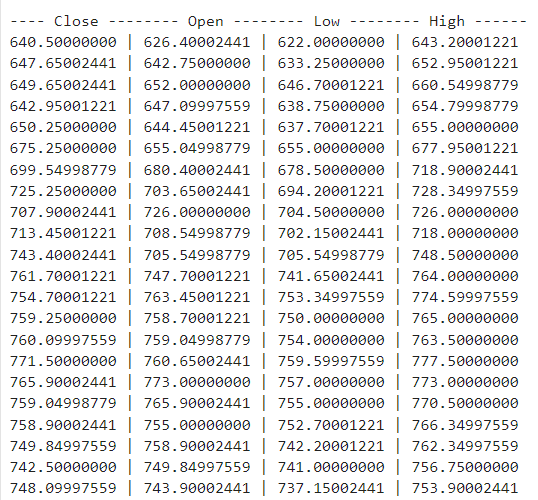 ---- Close -------- Open -------- Low -------- High ------
640.50000000 | 626.40002441 | 622.00000000 | 643.20001221
647.65002441 | 642.75000000 | 633.25000000 | 652.95001221
649.65002441 | 652.00000000 | 646.70001221 | 660.54998779
642.95001221 | 647.09997559 | 638.75000000 | 654.79998779
650.25000000 | 644.45001221 | 637.70001221 | 655.00000000
675.25000000 | 655.04998779 | 655.00000000 | 677.95001221
699.54998779 | 680.40002441 | 678.50000000 | 718.90002441
725.25000000 | 703.65002441 | 694.20001221 | 728.34997559
707.90002441 | 726.00000000 | 704.50000000 | 726.00000000
713.45001221 | 708.54998779 | 702.15002441 | 718.00000000
743.40002441 | 705.54998779 | 705.54998779 | 748.50000000
761.70001221 | 747.70001221 | 741.65002441 | 764.00000000
754.70001221 | 763.45001221 | 753.34997559 | 774.59997559
759.25000000 | 758.70001221 | 750.00000000 | 765.00000000
760.09997559 | 759.04998779 | 754.00000000 | 763.50000000
771.50000000 | 760.65002441 | 759.59997559 | 777.50000000
765.90002441 | 773.00000000 | 757.00000000 | 773.00000000
759.04998779 | 765.90002441 | 755.00000000 | 770.50000000
758.90002441 | 755.00000000 | 752.70001221 | 766.34997559
749.84997559 | 758.90002441 | 742.20001221 | 762.34997559
742.50000000 | 749.84997559 | 741.00000000 | 756.75000000
748.09997559 | 743.90002441 | 737.15002441 | 753.90002441